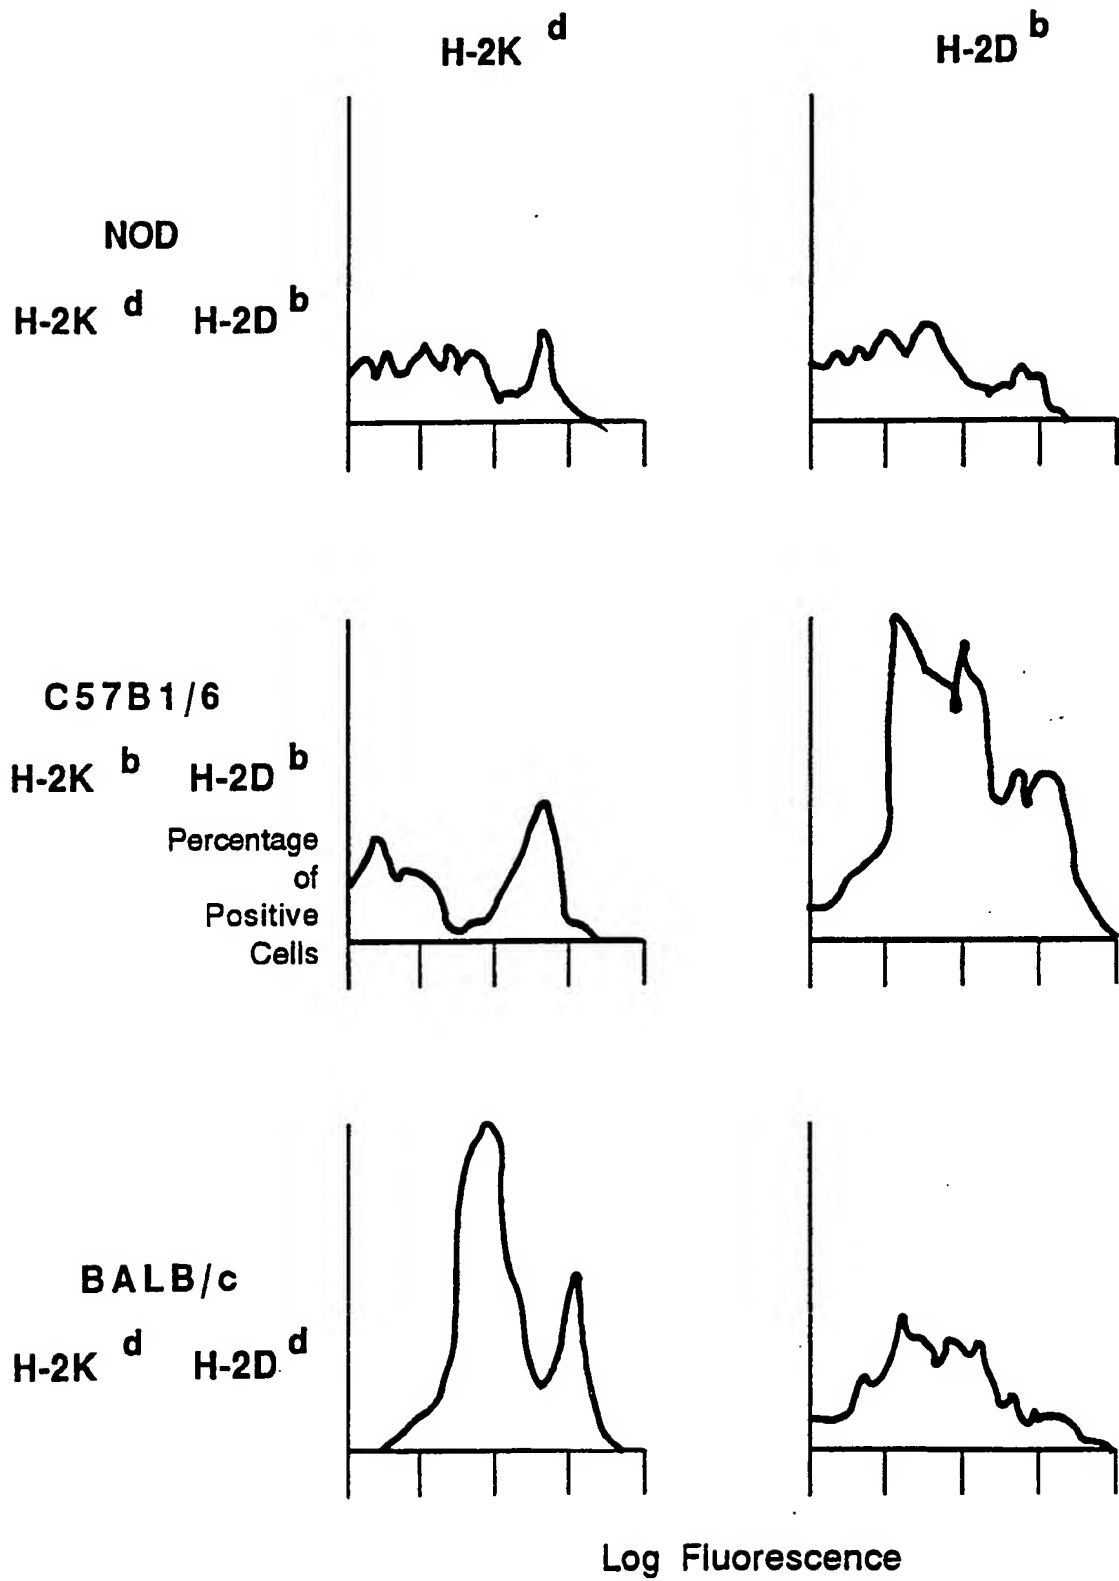 H-2K d H-2D b
NOD
H-2K d H-2D b
C57B1/6
H-2K b H-2D b
Percentage
of
Positive
Cells
BALB/c
H-2K d H-2D d
Log Fluorescence